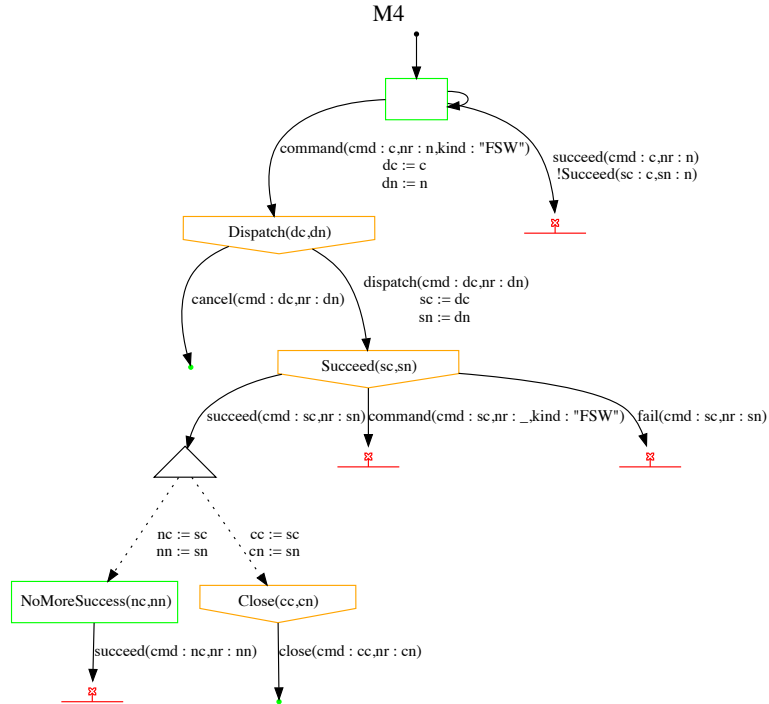 M4
command(cmd : c,nr : n,kind : "FSW")
dc := c
dn := n
succeed(cmd : c,nr : n)
!Succeed(sc : c,sn : n)
Dispatch(dc,dn)
cancel(cmd : dc,nr : dn)
dispatch(cmd : dc,nr : dn)
sc := dc
sn := dn
Succeed(sc,sn)
succeed(cmd : sc,nr : sn)
command(cmd : sc,nr : _,kind : "FSW")
fail(cmd : sc,nr : sn)
nc := sc
nn := sn
cc := sc
cn := sn
NoMoreSuccess(nc,nn)
Close(cc,cn)
succeed(cmd : nc,nr : nn)
close(cmd : cc,nr : cn)